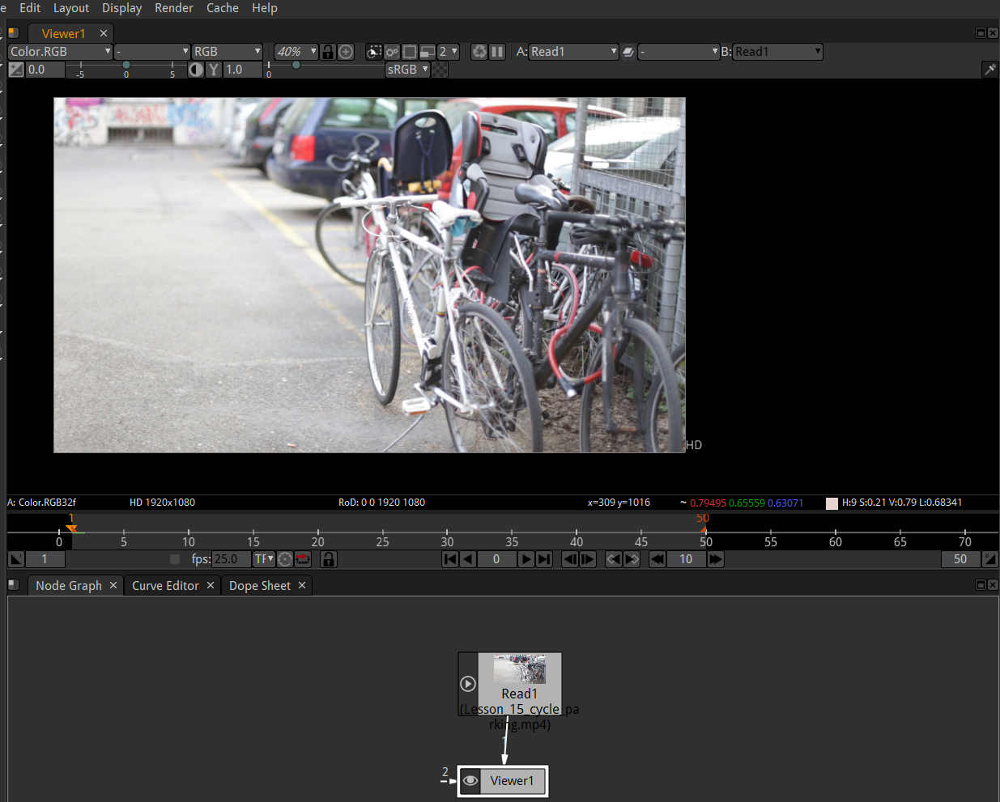 e Edit Layout Display Render Cache Help
Viewer1
Color.RGB - RGB 40% 2 A: Read1 - B: Read1
0.0 -5 0 5 Y 1.0 0 sRGB
HD
A: Color.RGB32f HD 1920x1080 RoD: 0 0 1920 1080 x=309 y=1016 ~ 0.79495 0.65559 0.63071 H:9 S:0.21 V:0.79 L:0.68341
1 50
0 5 10 15 20 25 30 35 40 45 50 55 60 65 70
1 fps: 25.0 TF 0 10 50
Node Graph Curve Editor Dope Sheet
Read1
(Lesson_15_cycle_pa
rking.mp4)
1
2
Viewer1